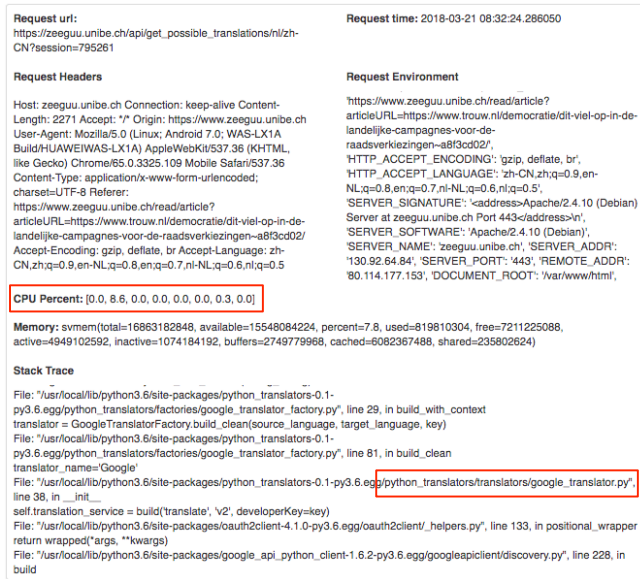 Request url:
https://zeeguu.unibe.ch/api/get_possible_translations/nl/zh-
CN?session=795261
Request time: 2018-03-21 08:32:24.286050
Request Headers
Host: zeeguu.unibe.ch Connection: keep-alive Content-
Length: 2271 Accept: */* Origin: https://www.zeeguu.unibe.ch
User-Agent: Mozilla/5.0 (Linux; Android 7.0; WAS-LX1A
Build/HUAWEIWAS-LX1A) AppleWebKit/537.36 (KHTML,
like Gecko) Chrome/65.0.3325.109 Mobile Safari/537.36
Content-Type: application/x-www-form-urlencoded;
charset=UTF-8 Referer:
https://www.zeeguu.unibe.ch/read/article?
articleURL=https://www.trouw.nl/democratie/dit-viel-op-in-de-
landelijke-campagnes-voor-de-raadsverkiezingen~a8f3cd02/
Accept-Encoding: gzip, deflate, br Accept-Language: zh-
CN,zh;q=0.9,en-NL;q=0.8,en;q=0.7,nl-NL;q=0.6,nl;q=0.5
Request Environment
'https://www.zeeguu.unibe.ch/read/article?
articleURL=https://www.trouw.nl/democratie/dit-viel-op-in-de-
landelijke-campagnes-voor-de-
raadsverkiezingen~a8f3cd02/',
'HTTP_ACCEPT_ENCODING': 'gzip, deflate, br',
'HTTP_ACCEPT_LANGUAGE': 'zh-CN,zh;q=0.9,en-
NL;q=0.8,en;q=0.7,nl-NL;q=0.6,nl;q=0.5',
'SERVER_SIGNATURE': '<address>Apache/2.4.10 (Debian)
Server at zeeguu.unibe.ch Port 443</address>\n',
'SERVER_SOFTWARE': 'Apache/2.4.10 (Debian)',
'SERVER_NAME': 'zeeguu.unibe.ch', 'SERVER_ADDR':
'130.92.64.84', 'SERVER_PORT': '443', 'REMOTE_ADDR':
'80.114.177.153', 'DOCUMENT_ROOT': '/var/www/html',
CPU Percent: [0.0, 8.6, 0.0, 0.0, 0.0, 0.0, 0.3, 0.0]
Memory: svmem(total=16863182848, available=15548084224, percent=7.8, used=819810304, free=7211225088,
active=4949102592, inactive=1074184192, buffers=2749779968, cached=6082367488, shared=235802624)
Stack Trace
File: "/usr/local/lib/python3.6/site-packages/python_translators-0.1-
py3.6.egg/python_translators/factories/google_translator_factory.py", line 29, in build_with_context
translator = GoogleTranslatorFactory.build_clean(source_language, target_language, key)
File: "/usr/local/lib/python3.6/site-packages/python_translators-0.1-
py3.6.egg/python_translators/factories/google_translator_factory.py", line 81, in build_clean
translator_name='Google'
File: "/usr/local/lib/python3.6/site-packages/python_translators-0.1-py3.6.egg/python_translators/translators/google_translator.py",
line 38, in __init__
self.translation_service = build('translate', 'v2', developerKey=key)
File: "/usr/local/lib/python3.6/site-packages/oauth2client-4.1.0-py3.6.egg/oauth2client/_helpers.py", line 133, in positional_wrapper
return wrapped(*args, **kwargs)
File: "/usr/local/lib/python3.6/site-packages/google_api_python_client-1.6.2-py3.6.egg/googleapiclient/discovery.py", line 228, in
build